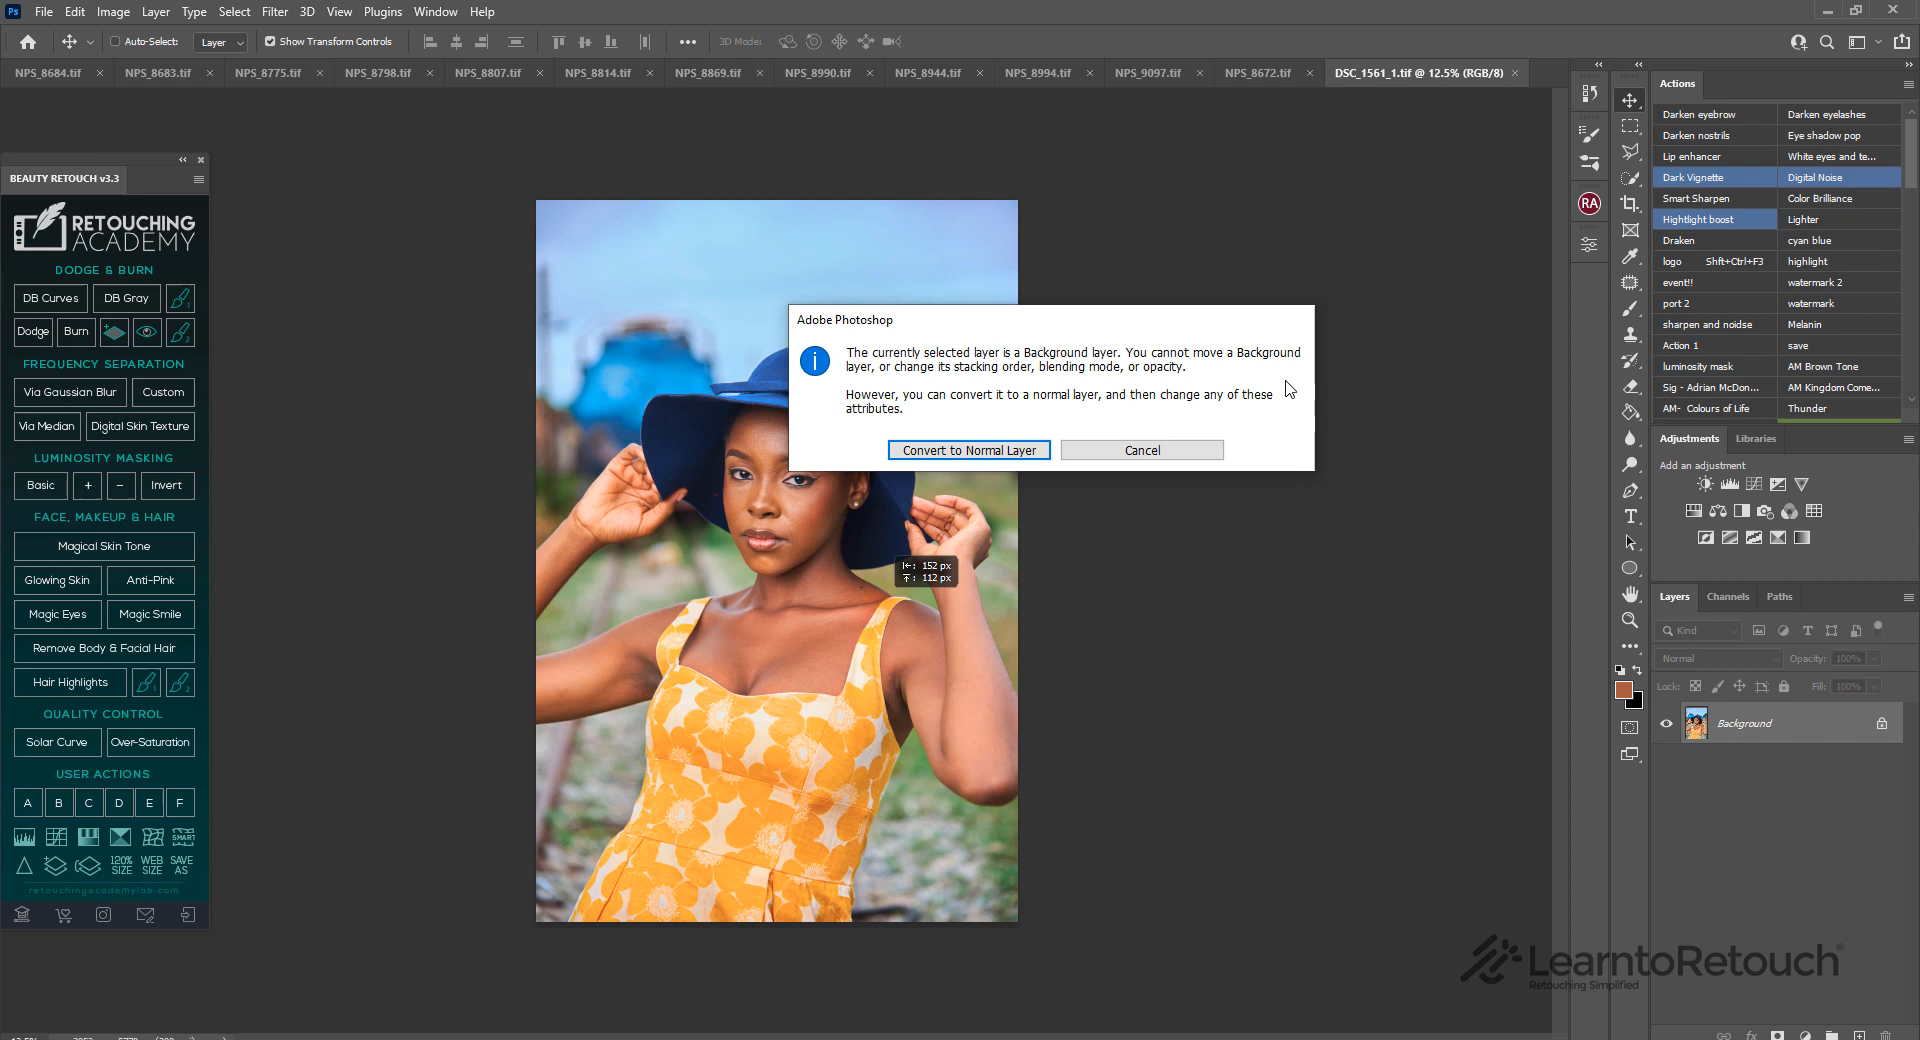 Ps File Edit Image Layer Type Select Filter 3D View Plugins Window Help
Auto-Select: Layer Show Transform Controls 3D Mode:
NPS_8684.tif NPS_8683.tif NPS_8775.tif NPS_8798.tif NPS_8807.tif NPS_8814.tif NPS_8869.tif NPS_8990.tif NPS_8944.tif NPS_8994.tif NPS_9097.tif NPS_8672.tif DSC_1561_1.tif @ 12.5% (RGB/8)
BEAUTY RETOUCH v3.3
RETOUCHING
ACADEMY
DODGE & BURN
DB Curves DB Gray 1
Dodge Burn 2
FREQUENCY SEPARATION
Via Gaussian Blur Custom
Via Median Digital Skin Texture
LUMINOSITY MASKING
Basic + − Invert
FACE, MAKEUP & HAIR
Magical Skin Tone
Glowing Skin Anti-Pink
Magic Eyes Magic Smile
Remove Body & Facial Hair
Hair Highlights 1 2
QUALITY CONTROL
Solar Curve Over-Saturation
USER ACTIONS
A B C D E F
SMART
120% SIZE WEB SIZE SAVE AS
retouchingacademylab.com
Adobe Photoshop
The currently selected layer is a Background layer. You cannot move a Background
layer, or change its stacking order, blending mode, or opacity.
However, you can convert it to a normal layer, and then change any of these
attributes.
Convert to Normal Layer Cancel
: 152 px
: 112 px
RA
Actions
Darken eyebrow Darken eyelashes
Darken nostrils Eye shadow pop
Lip enhancer White eyes and te...
Dark Vignette Digital Noise
Smart Sharpen Color Brilliance
Hightlight boost Lighter
Draken cyan blue
logo Shft+Ctrl+F3 highlight
event!! watermark 2
port 2 watermark
sharpen and noidse Melanin
Action 1 save
luminosity mask AM Brown Tone
Sig - Adrian McDon... AM Kingdom Come...
AM- Colours of Life Thunder
Adjustments Libraries
Add an adjustment
Layers Channels Paths
Kind
Normal Opacity: 100%
Lock: Fill: 100%
Background
LearntoRetouch®
Retouching Simplified